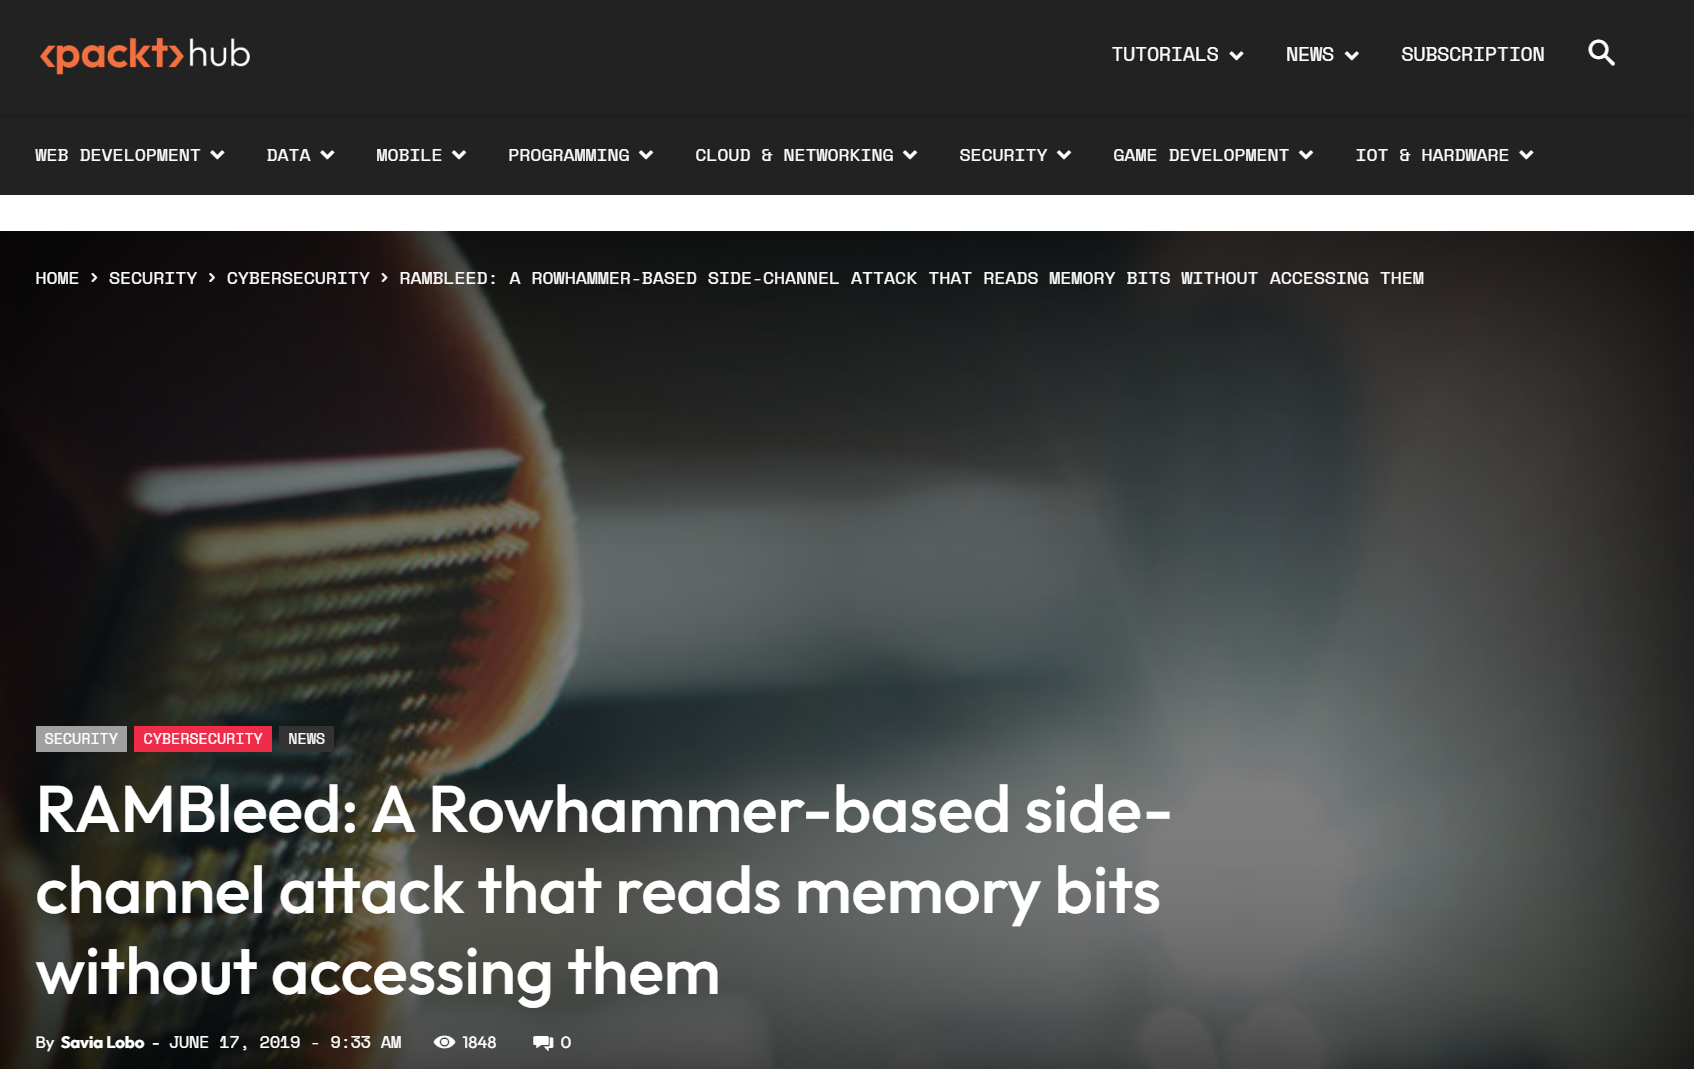 <packt> hub
TUTORIALS NEWS SUBSCRIPTION
WEB DEVELOPMENT DATA MOBILE PROGRAMMING CLOUD & NETWORKING SECURITY GAME DEVELOPMENT IOT & HARDWARE
HOME > SECURITY > CYBERSECURITY > RAMBLEED: A ROWHAMMER-BASED SIDE-CHANNEL ATTACK THAT READS MEMORY BITS WITHOUT ACCESSING THEM
SECURITY CYBERSECURITY NEWS
RAMBleed: A Rowhammer-based side-
channel attack that reads memory bits
without accessing them
By Savia Lobo - JUNE 17, 2019 - 9:33 AM 1848 0